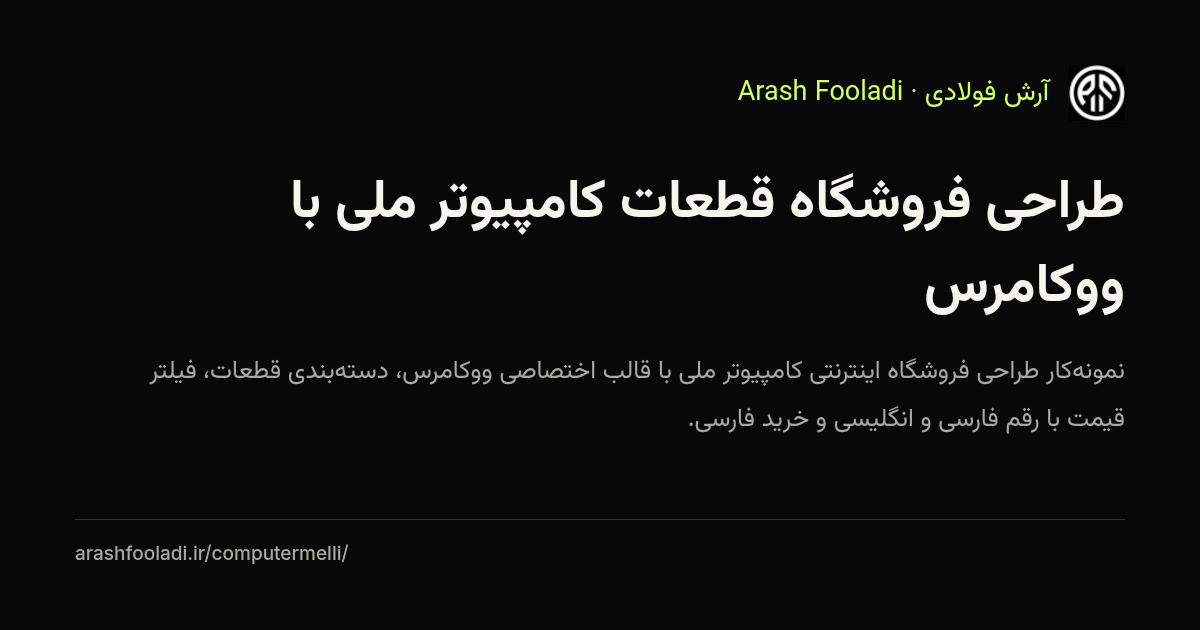 آرش فولادی · Arash Fooladi
طراحی فروشگاه قطعات کامپیوتر ملی با
ووکامرس
نمونه‌کار طراحی فروشگاه اینترنتی کامپیوتر ملی با قالب اختصاصی ووکامرس، دسته‌بندی قطعات، فیلتر
قیمت با رقم فارسی و انگلیسی و خرید فارسی.
arashfooladi.ir/computermelli/